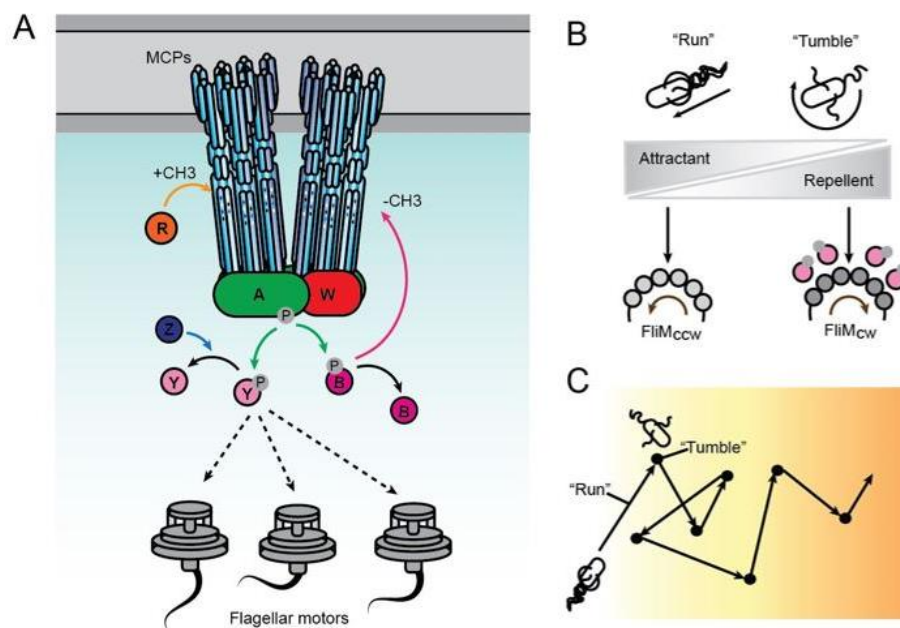 A
MCPs
+CH3
-CH3
R
A
W
P
Z
P
P
Y
Y
B
B
Flagellar motors
B
“Run”
“Tumble”
Attractant
Repellent
FliMCCW
FliMCW
C
“Tumble”
“Run”